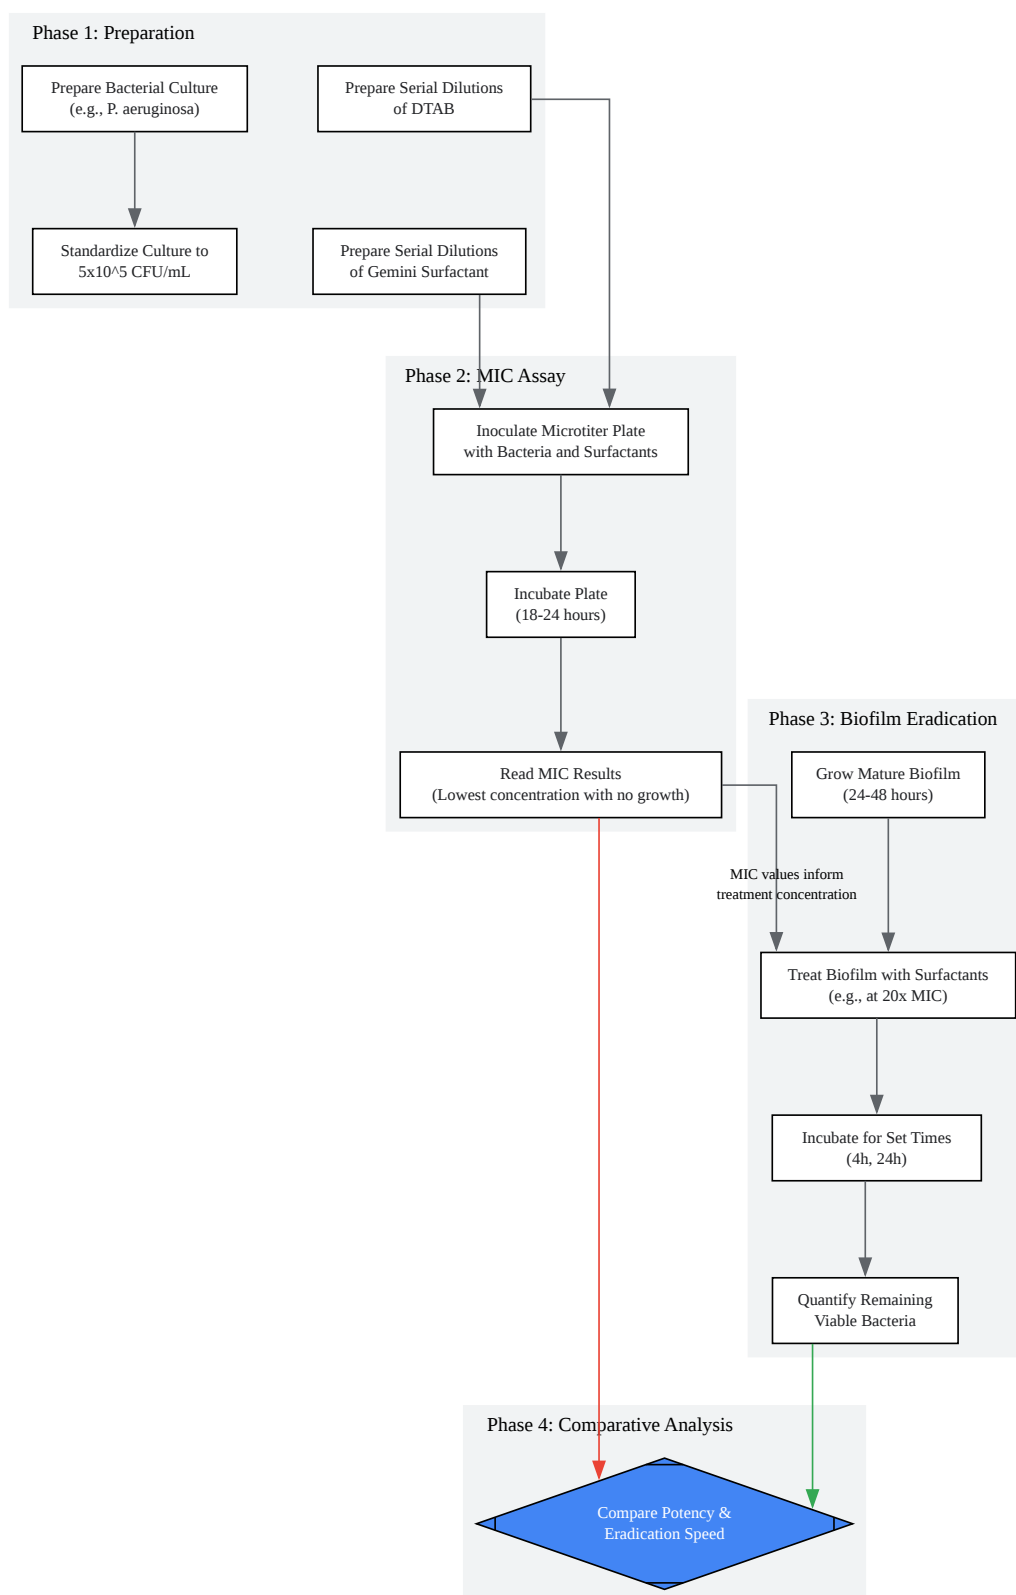 Phase 1: Preparation
Prepare Bacterial Culture
(e.g., P. aeruginosa)
Prepare Serial Dilutions
of DTAB
Standardize Culture to
5x10^5 CFU/mL
Prepare Serial Dilutions
of Gemini Surfactant
Phase 2: MIC Assay
Inoculate Microtiter Plate
with Bacteria and Surfactants
Incubate Plate
(18-24 hours)
Read MIC Results
(Lowest concentration with no growth)
Phase 3: Biofilm Eradication
Grow Mature Biofilm
(24-48 hours)
MIC values inform
treatment concentration
Treat Biofilm with Surfactants
(e.g., at 20x MIC)
Incubate for Set Times
(4h, 24h)
Quantify Remaining
Viable Bacteria
Phase 4: Comparative Analysis
Compare Potency &
Eradication Speed